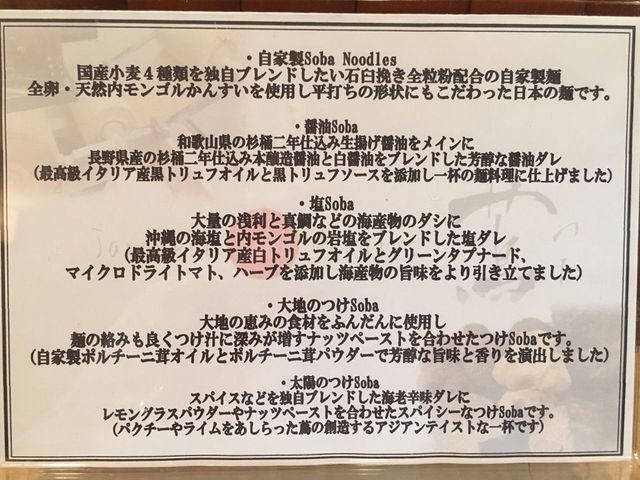 ・自家製Soba Noodles
国産小麦4種類を独自ブレンドしたい石臼挽き全粒粉配合の自家製麺
全卵・天然内モンゴルかんすいを使用し平打ちの形状にもこだわった日本の麺です。
・醤油Soba
和歌山県の杉桶二年仕込み生揚げ醤油をメインに
長野県産の杉桶二年仕込み本醸造醤油と白醤油をブレンドした芳醇な醤油ダレ
(最高級イタリア産黒トリュフオイルと黒トリュフソースを添加し一杯の麺料理に仕上げました)
・塩Soba
大量の浅利と真鯛などの海産物のダシに
沖縄の海塩と内モンゴルの岩塩をブレンドした塩ダレ
(最高級イタリア産白トリュフオイルとグリーンタプナード、
マイクロドライトマト、ハーブを添加し海産物の旨味をより引き立てました)
・大地のつけSoba
大地の恵みの食材をふんだんに使用し
麺の絡みも良くつけ汁に深みが増すナッツペーストを合わせたつけSobaです。
(自家製ポルチーニ茸オイルとポルチーニ茸パウダーで芳醇な旨味と香りを演出しました)
・太陽のつけSoba
スパイスなどを独自ブレンドした海老辛味ダレに
レモングラスパウダーやナッツペーストを合わせたスパイシーなつけSobaです。
(パクチーやライムをあしらった蔦の創造するアジアンテイストな一杯です)